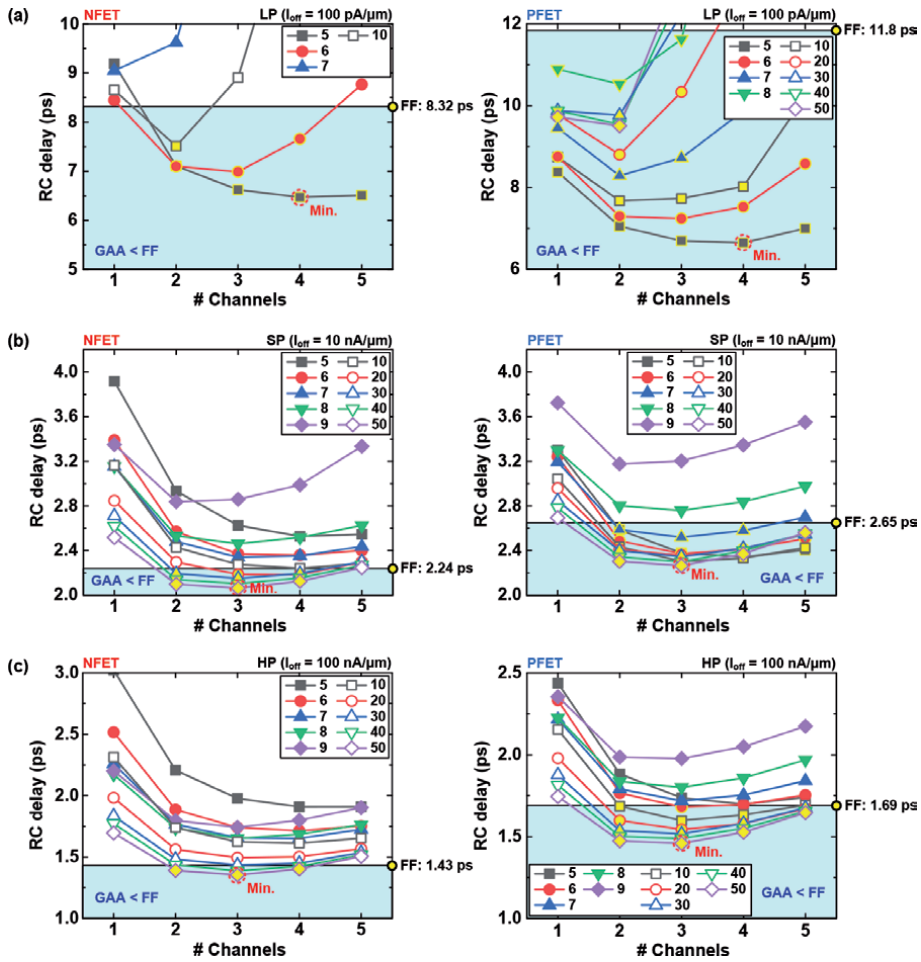 (a)
NFET LP (Ioff = 100 pA/μm)
RC delay (ps)
10
9
8
7
6
5
5 10
6
7
FF: 8.32 ps
Min.
GAA < FF
1 2 3 4 5
# Channels
PFET LP (Ioff = 100 pA/μm)
RC delay (ps)
12
10
8
6
FF: 11.8 ps
5 10
6 20
7 30
8 40
50
Min.
GAA < FF
1 2 3 4 5
# Channels
(b)
NFET SP (Ioff = 10 nA/μm)
RC delay (ps)
4.0
3.6
3.2
2.8
2.4
2.0
5 10
6 20
7 30
8 40
9 50
FF: 2.24 ps
GAA < FF
Min.
1 2 3 4 5
# Channels
PFET SP (Ioff = 10 nA/μm)
RC delay (ps)
4.0
3.6
3.2
2.8
2.4
2.0
5 10
6 20
7 30
8 40
9 50
FF: 2.65 ps
Min.
GAA < FF
1 2 3 4 5
# Channels
(c)
NFET HP (Ioff = 100 nA/μm)
RC delay (ps)
3.0
2.5
2.0
1.5
1.0
5 10
6 20
7 30
8 40
9 50
FF: 1.43 ps
Min.
GAA < FF
1 2 3 4 5
# Channels
PFET HP (Ioff = 100 nA/μm)
RC delay (ps)
2.5
2.0
1.5
1.0
FF: 1.69 ps
Min.
5 8 10 40
6 9 20 50
7 30
GAA < FF
1 2 3 4 5
# Channels